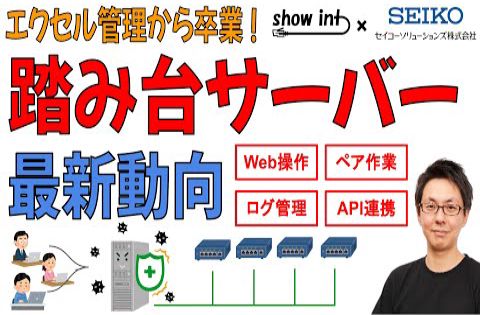 エクセル管理から卒業！
show int × SEIKO
セイコーソリューションズ株式会社
踏み台サーバー
最新動向
Web操作
ペア作業
ログ管理
API連携